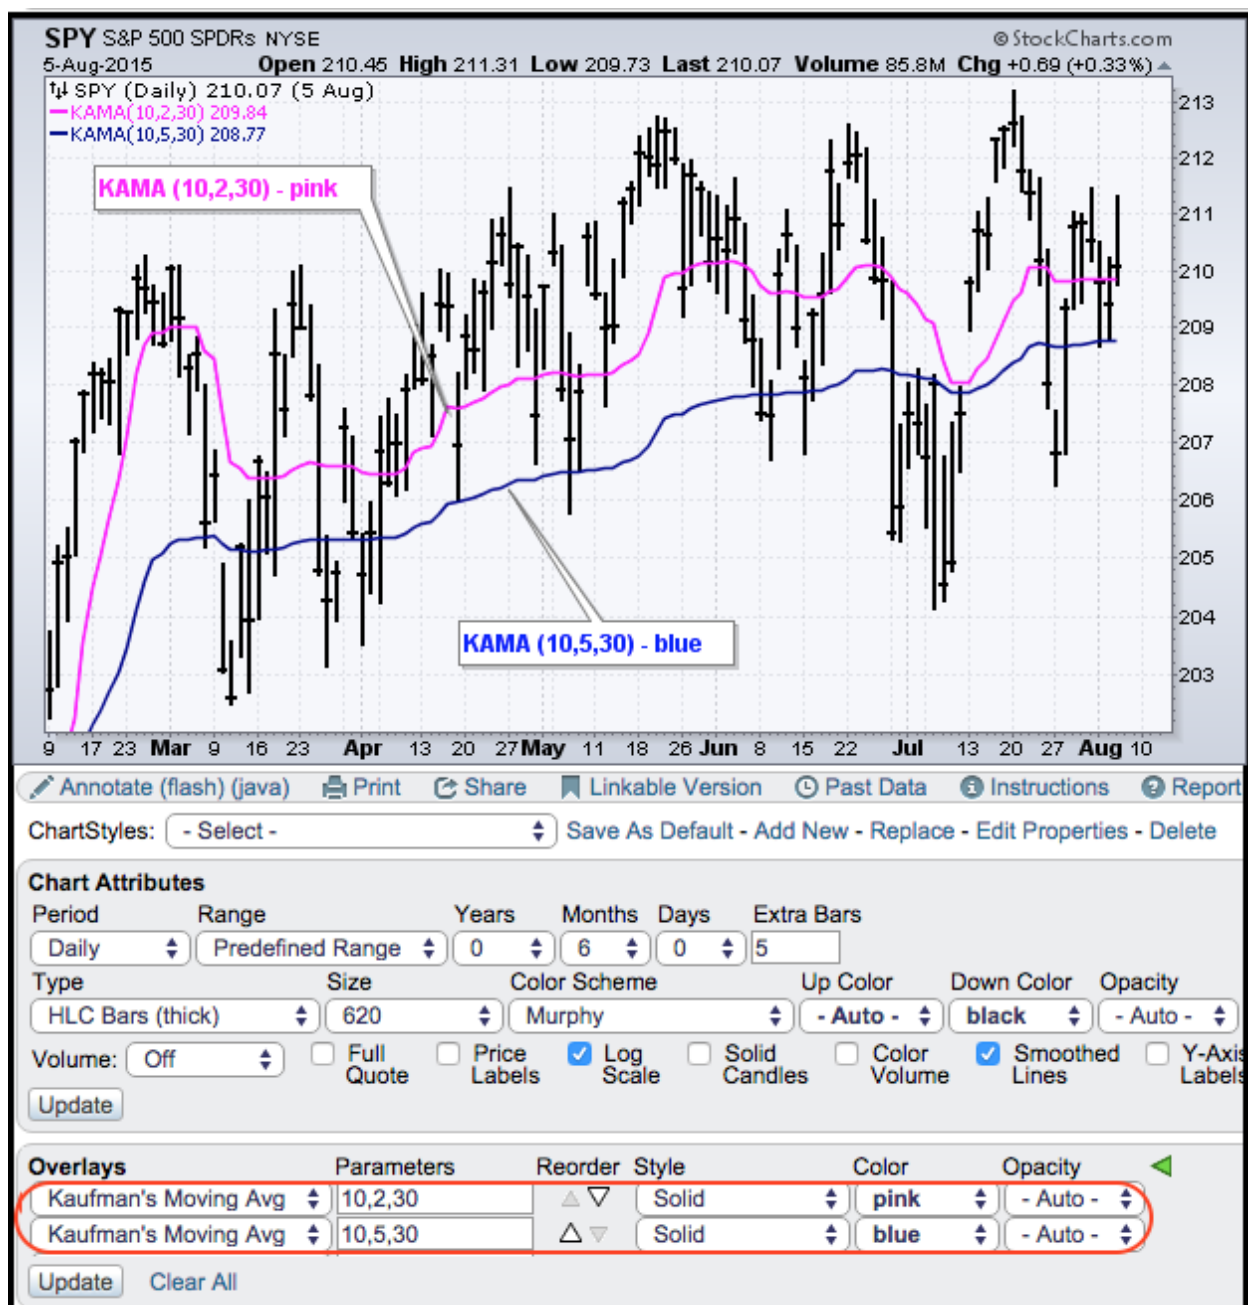 SPY S&P 500 SPDRs NYSE © StockCharts.com
5-Aug-2015 Open 210.45 High 211.31 Low 209.73 Last 210.07 Volume 85.8M Chg +0.69 (+0.33%)
SPY (Daily) 210.07 (5 Aug)
KAMA(10,2,30) 209.84
KAMA(10,5,30) 208.77
KAMA (10,2,30) - pink
KAMA (10,5,30) - blue
213
212
211
210
209
208
207
206
205
204
203
9 17 23 Mar 9 16 23 Apr 13 20 27 May 11 18 26 Jun 8 15 22 Jul 13 20 27 Aug 10
Annotate (flash) (java) Print Share Linkable Version Past Data Instructions Report
ChartStyles: - Select - Save As Default - Add New - Replace - Edit Properties - Delete
Chart Attributes
Period Range Years Months Days Extra Bars
Daily Predefined Range 0 6 0 5
Type Size Color Scheme Up Color Down Color Opacity
HLC Bars (thick) 620 Murphy - Auto - black - Auto -
Volume: Off Full Quote Price Labels Log Scale Solid Candles Color Volume Smoothed Lines Y-Axis Labels
Update
Overlays Parameters Reorder Style Color Opacity
Kaufman's Moving Avg 10,2,30 Solid pink - Auto -
Kaufman's Moving Avg 10,5,30 Solid blue - Auto -
Update Clear All